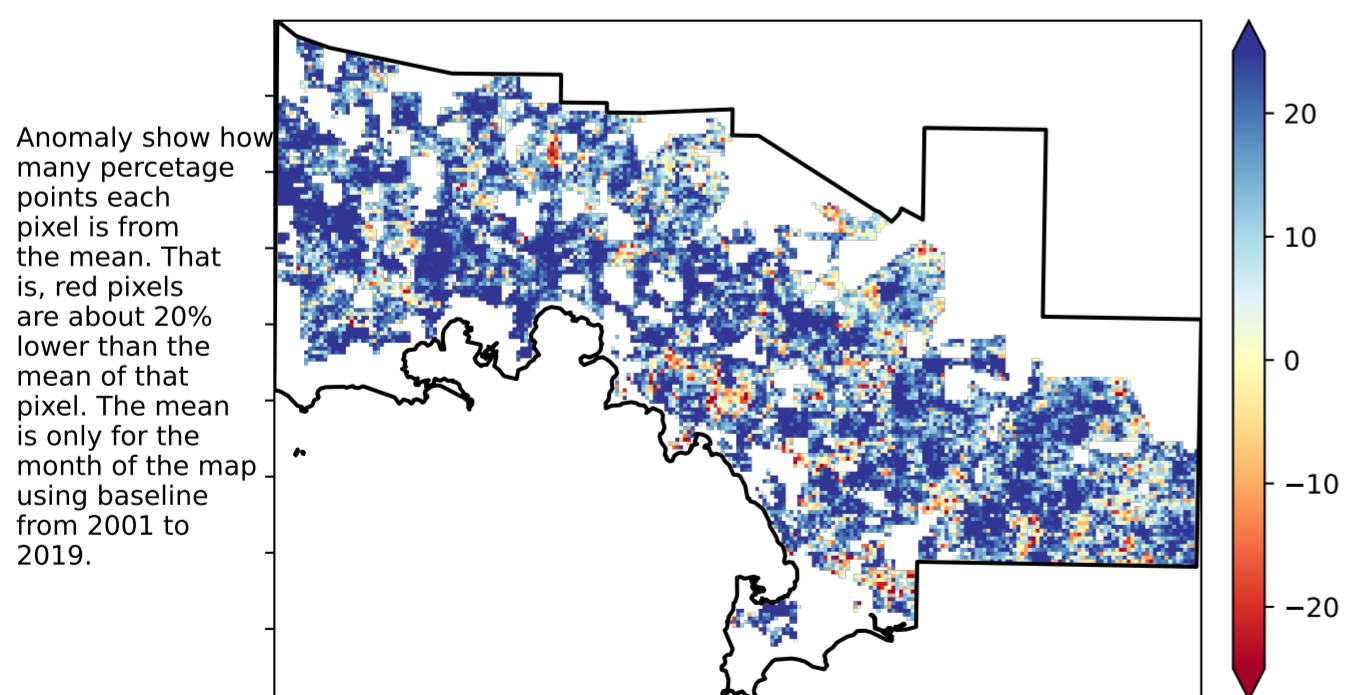 Anomaly show how
many percetage
points each
pixel is from
the mean. That
is, red pixels
are about 20%
lower than the
mean of that
pixel. The mean
is only for the
month of the map
using baseline
from 2001 to
2019.
20
10
0
−10
−20